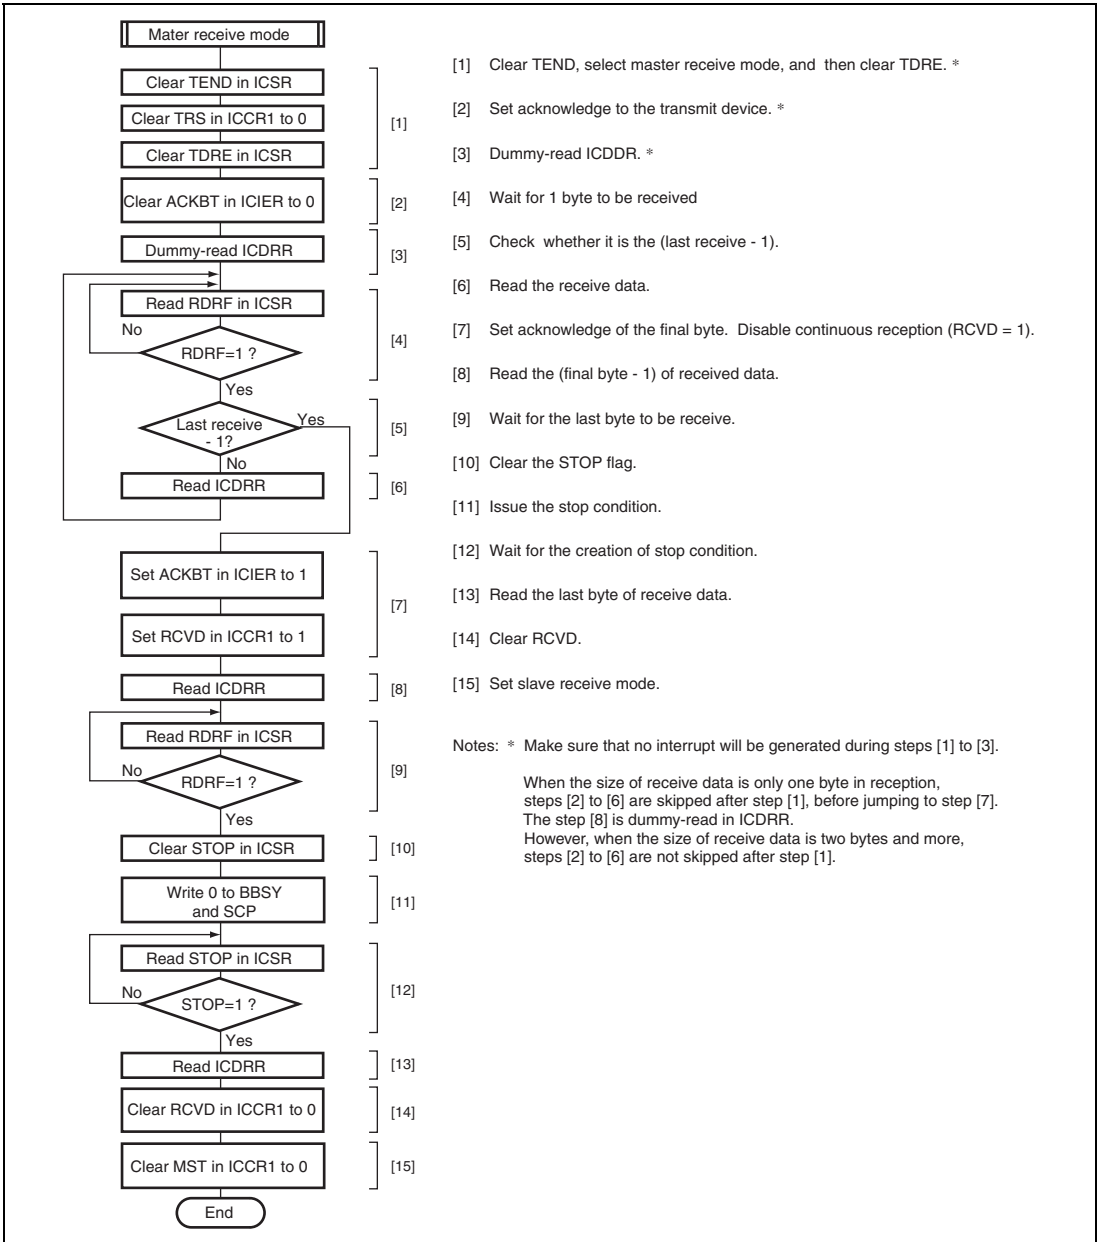 Mater receive mode
Clear TEND in ICSR
Clear TRS in ICCR1 to 0
Clear TDRE in ICSR
[1]
Clear ACKBT in ICIER to 0
[2]
Dummy-read ICDRR
[3]
Read RDRF in ICSR
No
RDRF=1 ?
[4]
Yes
Last receive
- 1?
Yes
[5]
No
Read ICDRR
[6]
Set ACKBT in ICIER to 1
[7]
Set RCVD in ICCR1 to 1
Read ICDRR
[8]
Read RDRF in ICSR
No
RDRF=1 ?
[9]
Yes
Clear STOP in ICSR
[10]
Write 0 to BBSY
and SCP
[11]
Read STOP in ICSR
No
STOP=1 ?
[12]
Yes
Read ICDRR
[13]
Clear RCVD in ICCR1 to 0
[14]
Clear MST in ICCR1 to 0
[15]
End
[1] Clear TEND, select master receive mode, and then clear TDRE. *
[2] Set acknowledge to the transmit device. *
[3] Dummy-read ICDDR. *
[4] Wait for 1 byte to be received
[5] Check whether it is the (last receive - 1).
[6] Read the receive data.
[7] Set acknowledge of the final byte. Disable continuous reception (RCVD = 1).
[8] Read the (final byte - 1) of received data.
[9] Wait for the last byte to be receive.
[10] Clear the STOP flag.
[11] Issue the stop condition.
[12] Wait for the creation of stop condition.
[13] Read the last byte of receive data.
[14] Clear RCVD.
[15] Set slave receive mode.
Notes: * Make sure that no interrupt will be generated during steps [1] to [3].
When the size of receive data is only one byte in reception,
steps [2] to [6] are skipped after step [1], before jumping to step [7].
The step [8] is dummy-read in ICDRR.
However, when the size of receive data is two bytes and more,
steps [2] to [6] are not skipped after step [1].